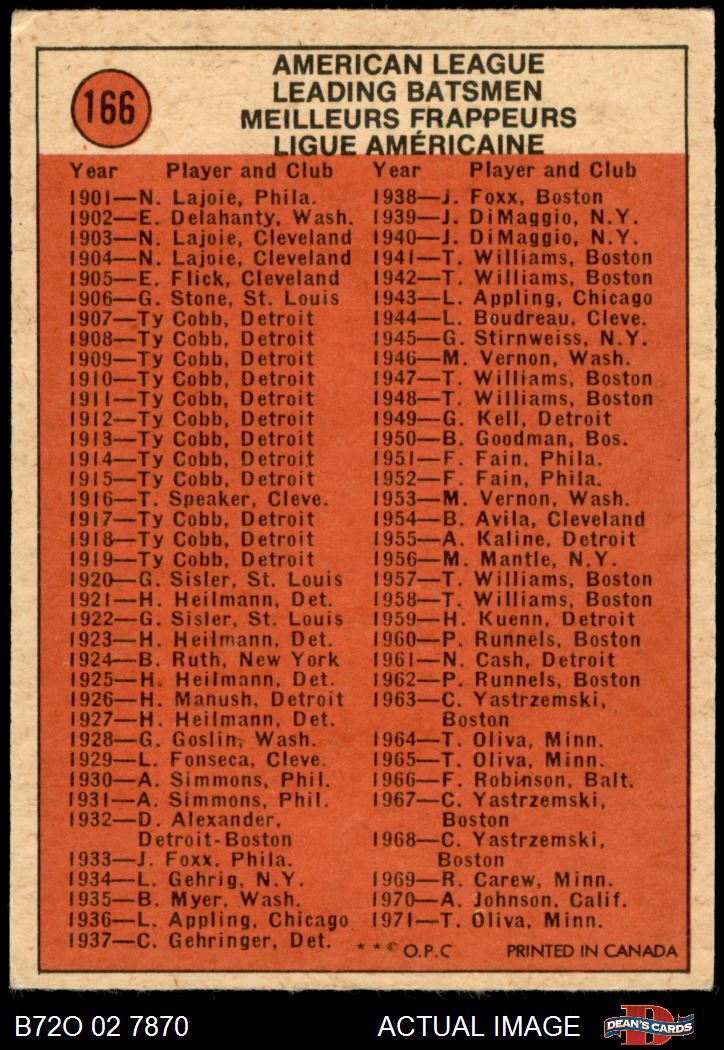 166
AMERICAN LEAGUE
LEADING BATSMEN
MEILLEURS FRAPPEURS
LIGUE AMÉRICAINE
Year Player and Club
1901—N. Lajoie, Phila.
1902—E. Delahanty, Wash.
1903—N. Lajoie, Cleveland
1904—N. Lajoie, Cleveland
1905—E. Flick, Cleveland
1906—G. Stone, St. Louis
1907—Ty Cobb, Detroit
1908—Ty Cobb, Detroit
1909—Ty Cobb, Detroit
1910—Ty Cobb, Detroit
1911—Ty Cobb, Detroit
1912—Ty Cobb, Detroit
1913—Ty Cobb, Detroit
1914—Ty Cobb, Detroit
1915—Ty Cobb, Detroit
1916—T. Speaker, Cleve.
1917—Ty Cobb, Detroit
1918—Ty Cobb, Detroit
1919—Ty Cobb, Detroit
1920—G. Sisler, St. Louis
1921—H. Heilmann, Det.
1922—G. Sisler, St. Louis
1923—H. Heilmann, Det.
1924—B. Ruth, New York
1925—H. Heilmann, Det.
1926—H. Manush, Detroit
1927—H. Heilmann, Det.
1928—G. Goslin, Wash.
1929—L. Fonseca, Cleve.
1930—A. Simmons, Phil.
1931—A. Simmons, Phil.
1932—D. Alexander,
Detroit-Boston
1933—J. Foxx, Phila.
1934—L. Gehrig, N.Y.
1935—B. Myer, Wash.
1936—L. Appling, Chicago
1937—C. Gehringer, Det.
Year Player and Club
1938—J. Foxx, Boston
1939—J. DiMaggio, N.Y.
1940—J. DiMaggio, N.Y.
1941—T. Williams, Boston
1942—T. Williams, Boston
1943—L. Appling, Chicago
1944—L. Boudreau, Cleve.
1945—G. Stirnweiss, N.Y.
1946—M. Vernon, Wash.
1947—T. Williams, Boston
1948—T. Williams, Boston
1949—G. Kell, Detroit
1950—B. Goodman, Bos.
1951—F. Fain, Phila.
1952—F. Fain, Phila.
1953—M. Vernon, Wash.
1954—B. Avila, Cleveland
1955—A. Kaline, Detroit
1956—M. Mantle, N.Y.
1957—T. Williams, Boston
1958—T. Williams, Boston
1959—H. Kuenn, Detroit
1960—P. Runnels, Boston
1961—N. Cash, Detroit
1962—P. Runnels, Boston
1963—C. Yastrzemski,
Boston
1964—T. Oliva, Minn.
1965—T. Oliva, Minn.
1966—F. Robinson, Balt.
1967—C. Yastrzemski,
Boston
1968—C. Yastrzemski,
Boston
1969—R. Carew, Minn.
1970—A. Johnson, Calif.
1971—T. Oliva, Minn.
* * © O.P.C PRINTED IN CANADA
B72O 02 7870 ACTUAL IMAGE DEAN'S CARDS